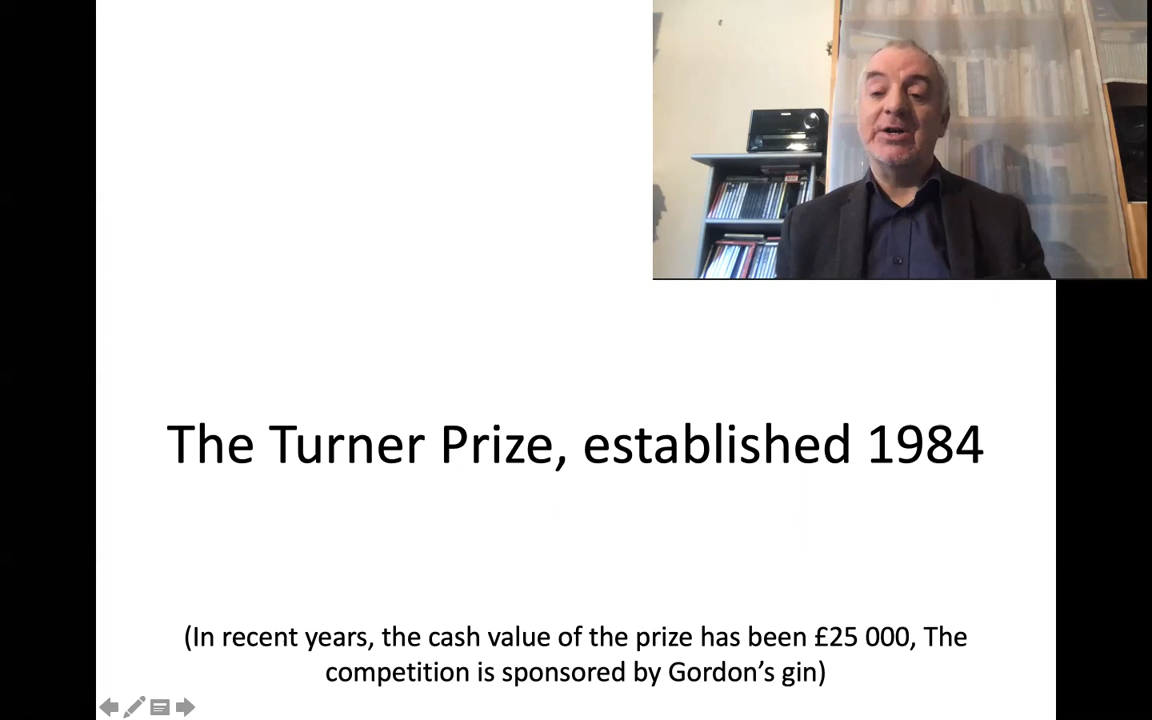 The Turner Prize, established 1984
(In recent years, the cash value of the prize has been £25 000, The
competition is sponsored by Gordon’s gin)